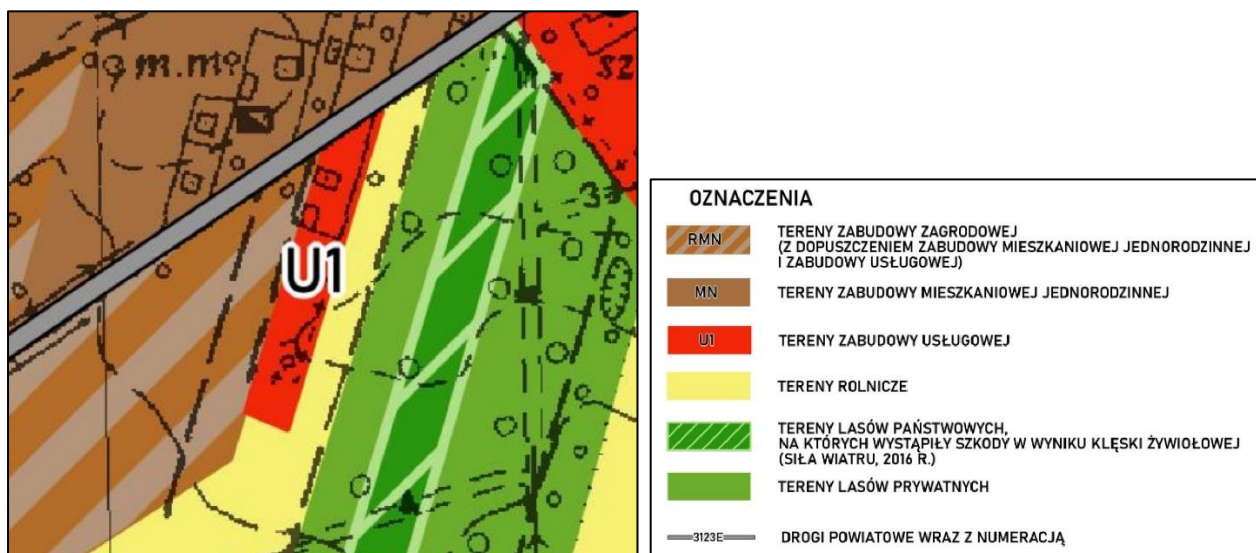 m.m.
sz
U1
3
OZNACZENIA
RMN
TERENY ZABUDOWY ZAGRODOWEJ
(Z DOPUSZCZENIEM ZABUDOWY MIESZKANIOWEJ JEDNORODZINNEJ
I ZABUDOWY USŁUGOWEJ)
MN
TERENY ZABUDOWY MIESZKANIOWEJ JEDNORODZINNEJ
U1
TERENY ZABUDOWY USŁUGOWEJ
TERENY ROLNICZE
TERENY LASÓW PAŃSTWOWYCH,
NA KTÓRYCH WYSTĄPIŁY SZKODY W WYNIKU KLĘSKI ŻYWIOŁOWEJ
(SIŁA WIATRU, 2016 R.)
TERENY LASÓW PRYWATNYCH
3123E
DROGI POWIATOWE WRAZ Z NUMERACJĄ